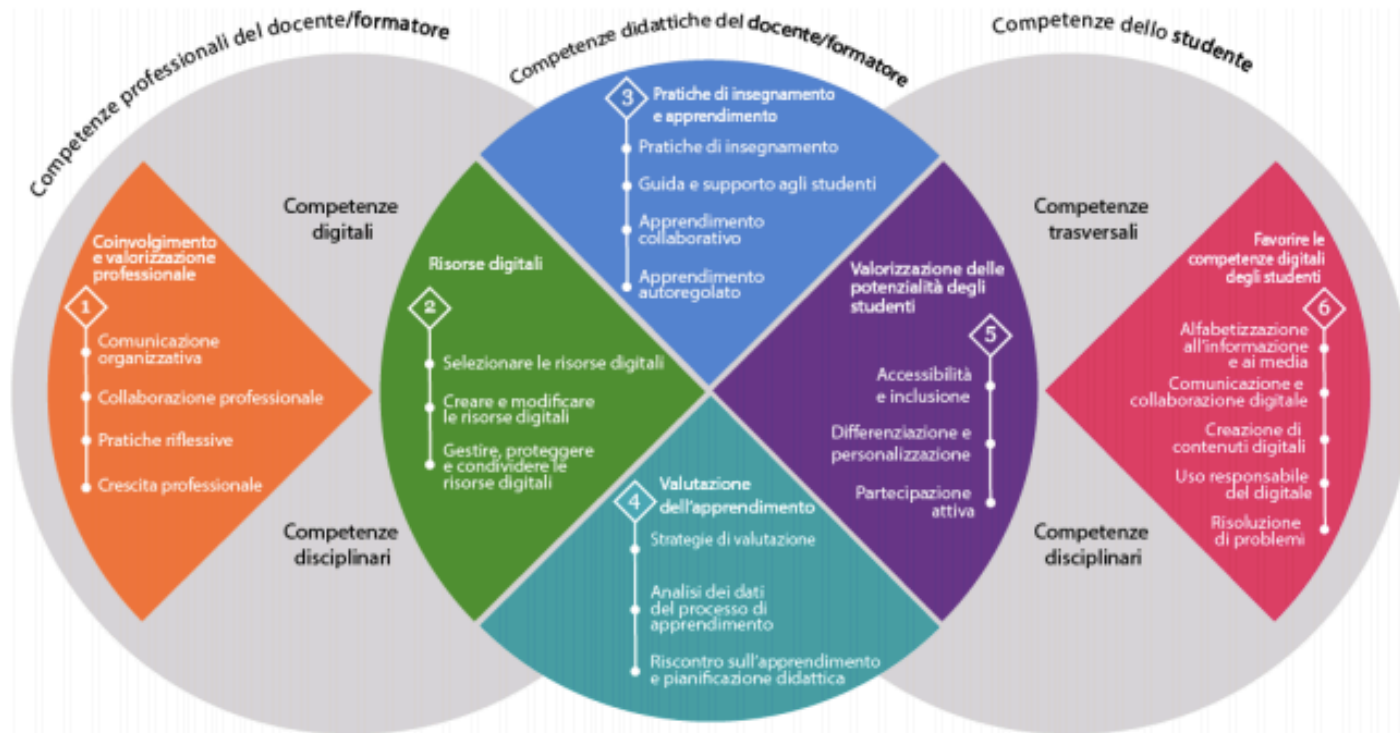 Competenze professionali del docente/formatore
Competenze didattiche del docente/formatore
Competenze dello studente
Competenze
digitali
Competenze
disciplinari
Coinvolgimento
e valorizzazione
professionale
1
Comunicazione
organizzativa
Collaborazione professionale
Pratiche riflessive
Crescita professionale
Risorse digitali
2
Selezionare le risorse digitali
Creare e modificare
le risorse digitali
Gestire, proteggere
e condividere le
risorse digitali
3
Pratiche di insegnamento
e apprendimento
Pratiche di insegnamento
Guida e supporto agli studenti
Apprendimento
collaborativo
Apprendimento
autoregolato
4
Valutazione
dell'apprendimento
Strategie di valutazione
Analisi dei dati
del processo di
apprendimento
Riscontro sull'apprendimento
e pianificazione didattica
Valorizzazione delle
potenzialità degli
studenti
5
Accessibilità
e inclusione
Differenziazione e
personalizzazione
Partecipazione
attiva
Competenze
trasversali
Competenze
disciplinari
Favorire le
competenze digitali
degli studenti
6
Alfabetizzazione
all'informazione
e ai media
Comunicazione e
collaborazione digitale
Creazione di
contenuti digitali
Uso responsabile
del digitale
Risoluzione
di problemi